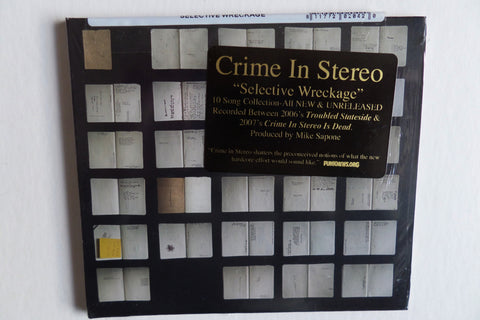 SELECTIVE WRECKAGE
Crime In Stereo
“Selective Wreckage”
10 Song Collection-All NEW & UNRELEASED
Recorded Between 2006's Troubled Stateside &
2007's Crime In Stereo Is Dead.
Produced by Mike Sapone
"Crime in Stereo shatters the preconceived notions of what the new
hardcore effort would sound like." PUNKNEWS.ORG